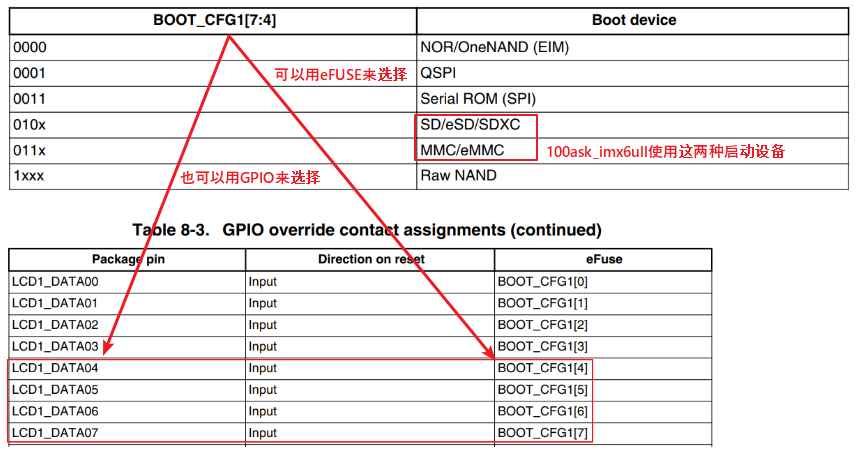 BOOT_CFG1[7:4] Boot device
0000 NOR/OneNAND (EIM)
可以用eFUSE来选择
0001 QSPI
0011 Serial ROM (SPI)
010x SD/eSD/SDXC
011x MMC/eMMC 100ask_imx6ull使用这两种启动设备
也可以用GPIO来选择
1xxx Raw NAND
Table 8-3. GPIO override contact assignments (continued)
Package pin Direction on reset eFuse
LCD1_DATA00 Input BOOT_CFG1[0]
LCD1_DATA01 Input BOOT_CFG1[1]
LCD1_DATA02 Input BOOT_CFG1[2]
LCD1_DATA03 Input BOOT_CFG1[3]
LCD1_DATA04 Input BOOT_CFG1[4]
LCD1_DATA05 Input BOOT_CFG1[5]
LCD1_DATA06 Input BOOT_CFG1[6]
LCD1_DATA07 Input BOOT_CFG1[7]